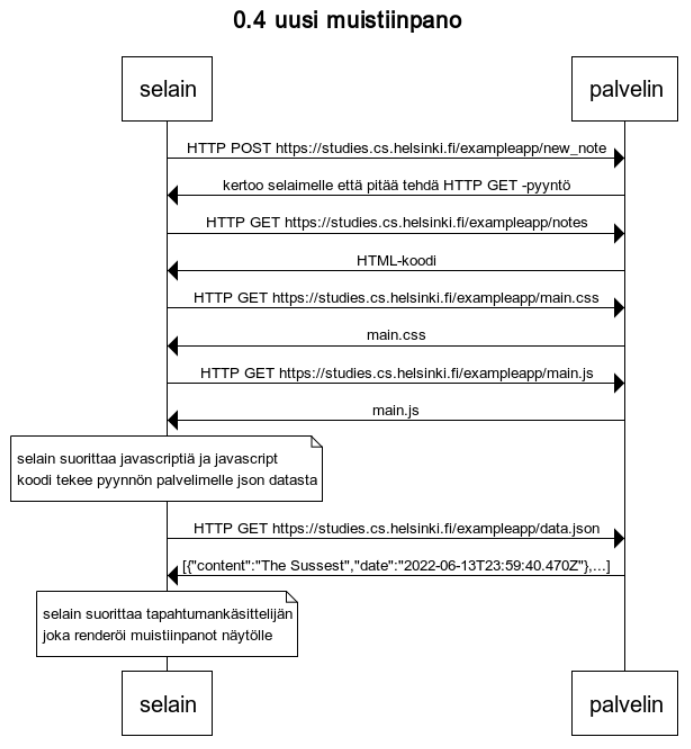 0.4 uusi muistiinpano
selain
palvelin
HTTP POST https://studies.cs.helsinki.fi/exampleapp/new_note
kertoo selaimelle että pitää tehdä HTTP GET -pyyntö
HTTP GET https://studies.cs.helsinki.fi/exampleapp/notes
HTML-koodi
HTTP GET https://studies.cs.helsinki.fi/exampleapp/main.css
main.css
HTTP GET https://studies.cs.helsinki.fi/exampleapp/main.js
main.js
selain suorittaa javascriptiä ja javascript
koodi tekee pyynnön palvelimelle json datasta
HTTP GET https://studies.cs.helsinki.fi/exampleapp/data.json
[{"content":"The Sussest","date":"2022-06-13T23:59:40.470Z"},...]
selain suorittaa tapahtumankäsittelijän
joka renderöi muistiinpanot näytölle
selain
palvelin